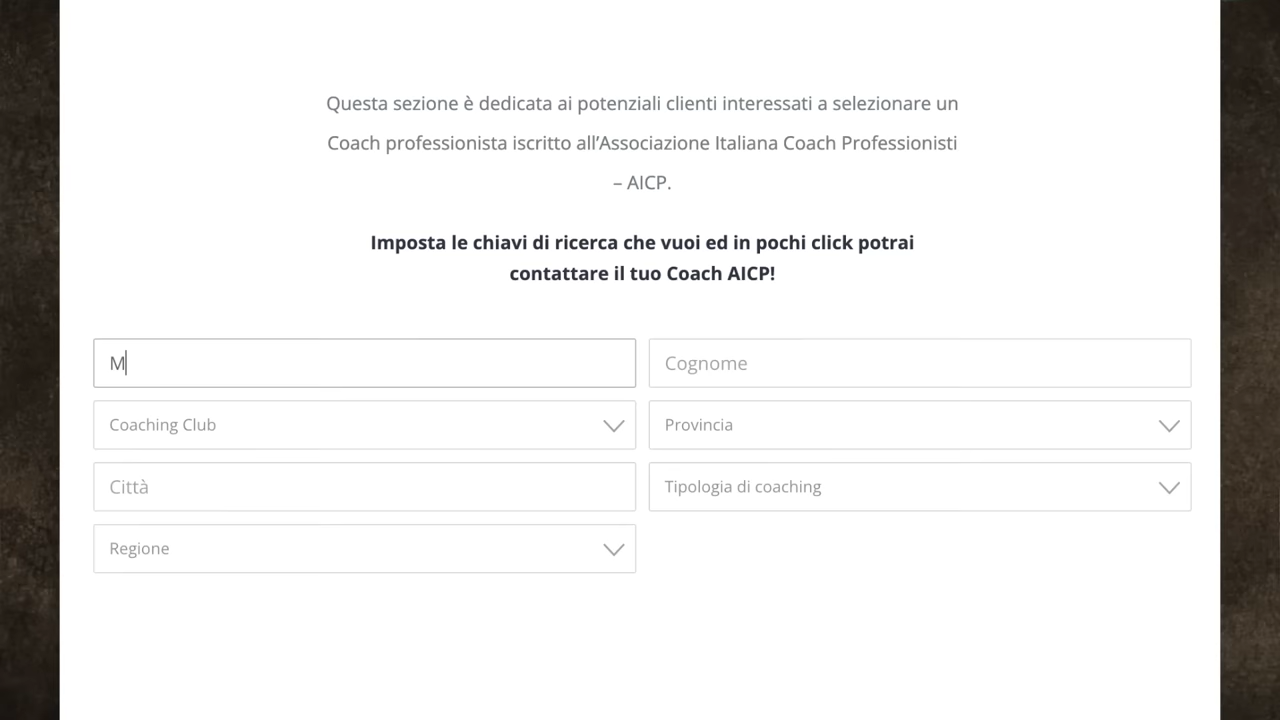 Questa sezione è dedicata ai potenziali clienti interessati a selezionare un
Coach professionista iscritto all’Associazione Italiana Coach Professionisti
– AICP.
Imposta le chiavi di ricerca che vuoi ed in pochi click potrai
contattare il tuo Coach AICP!
M
Cognome
Coaching Club
Provincia
Città
Tipologia di coaching
Regione